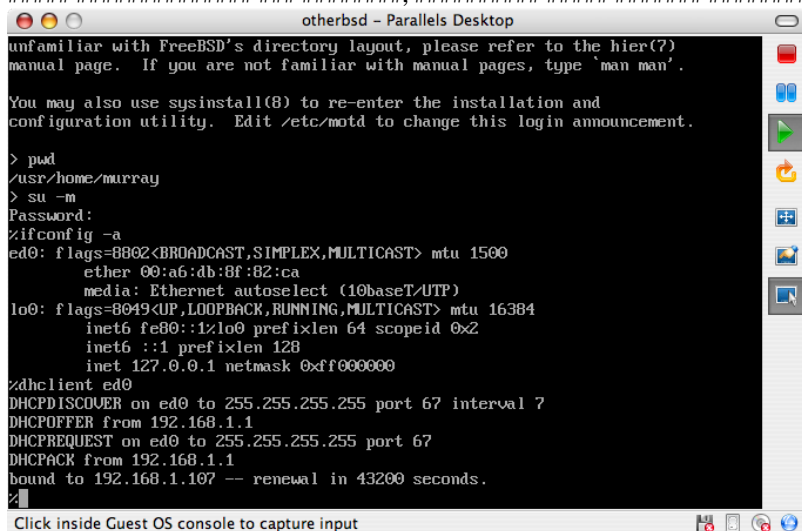 otherbsd – Parallels Desktop
unfamiliar with FreeBSD's directory layout, please refer to the hier(7)
manual page.  If you are not familiar with manual pages, type `man man'.
You may also use sysinstall(8) to re-enter the installation and
configuration utility.  Edit /etc/motd to change this login announcement.
> pwd
/usr/home/murray
> su -m
Password:
%ifconfig -a
ed0: flags=8802<BROADCAST,SIMPLEX,MULTICAST> mtu 1500
        ether 00:a6:db:8f:82:ca
        media: Ethernet autoselect (10baseT/UTP)
lo0: flags=8049<UP,LOOPBACK,RUNNING,MULTICAST> mtu 16384
        inet6 fe80::1%lo0 prefixlen 64 scopeid 0x2
        inet6 ::1 prefixlen 128
        inet 127.0.0.1 netmask 0xff000000
%dhclient ed0
DHCPDISCOVER on ed0 to 255.255.255.255 port 67 interval 7
DHCPOFFER from 192.168.1.1
DHCPREQUEST on ed0 to 255.255.255.255 port 67
DHCPACK from 192.168.1.1
bound to 192.168.1.107 -- renewal in 43200 seconds.
%
Click inside Guest OS console to capture input